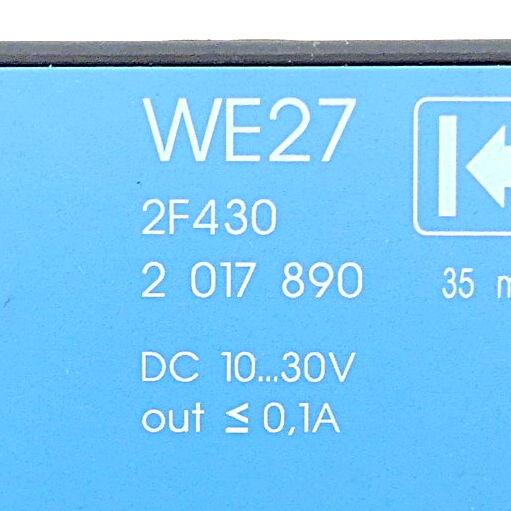 WE27
2F430
2 017 890
35 m
DC 10...30V
out ≤ 0,1A